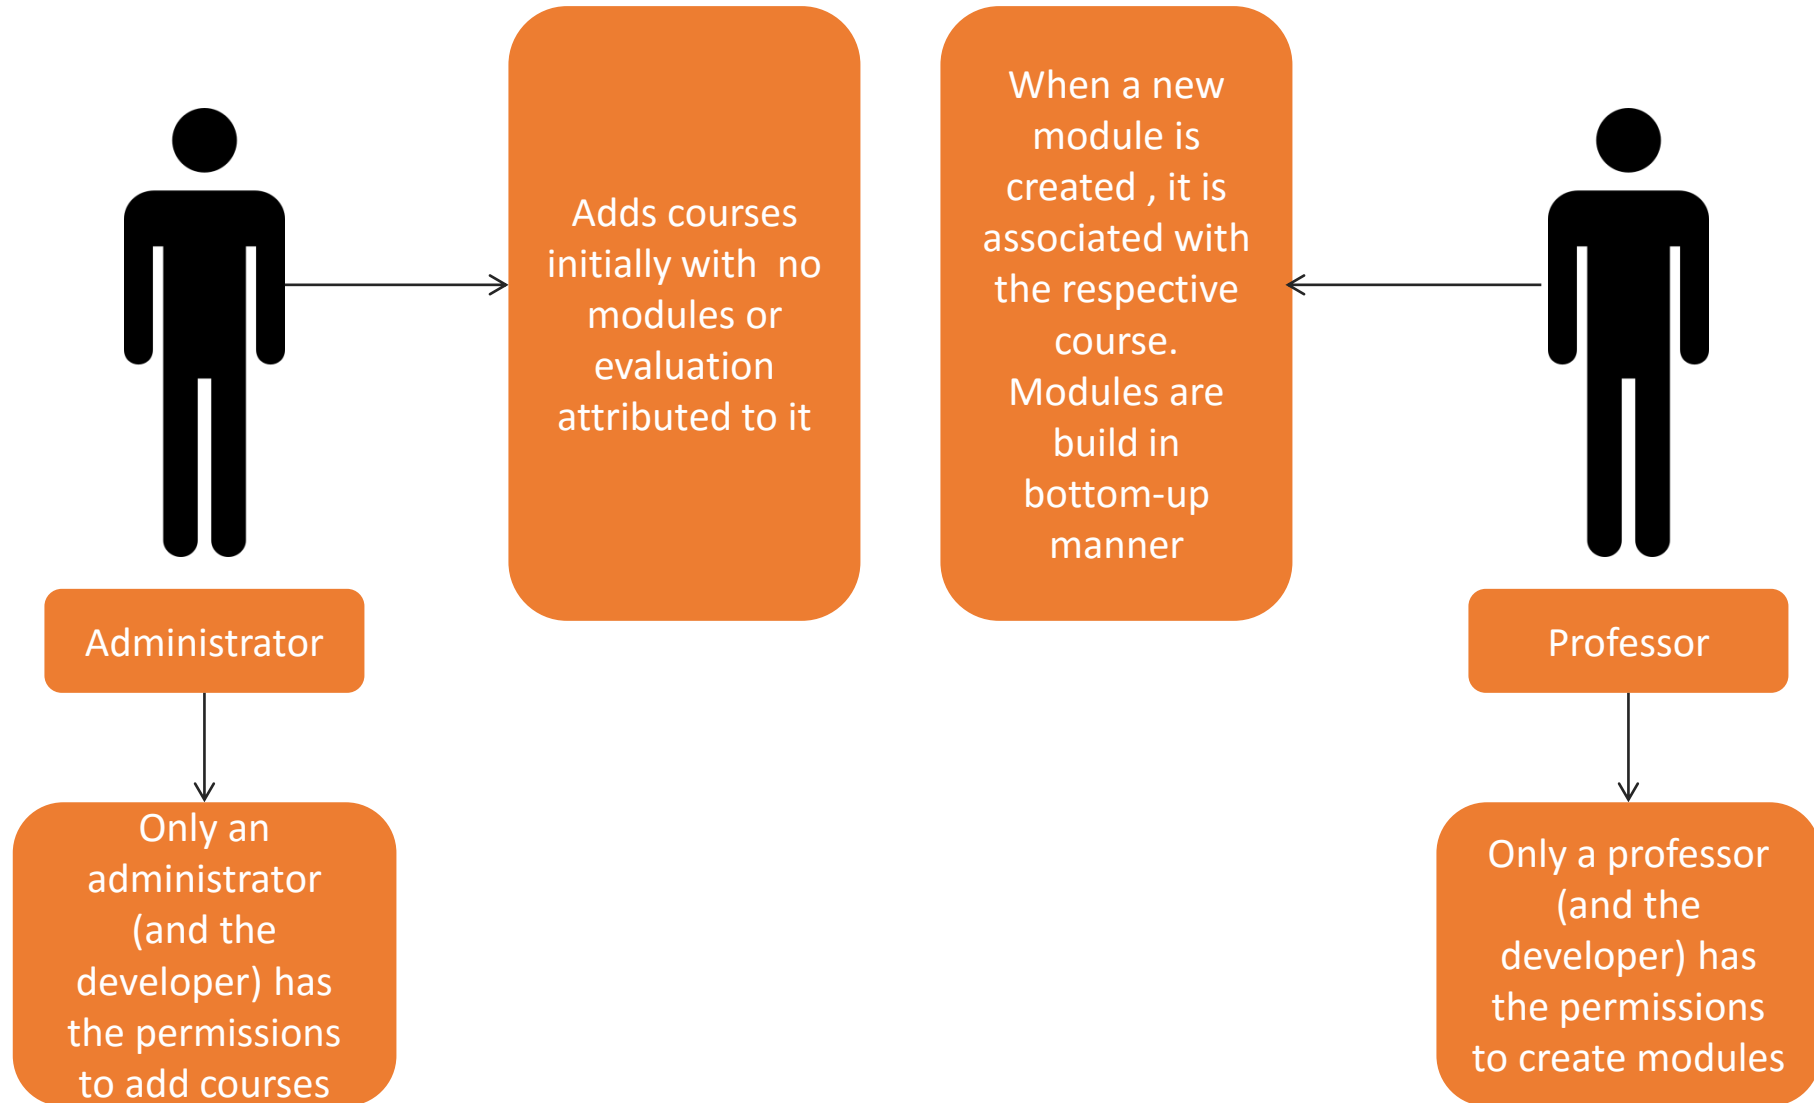 Adds courses
initially with  no
modules or
evaluation
attributed to it
When a new
module is
created , it is
associated with
the respective
course.
Modules are
build in
bottom-up
manner
Administrator
Professor
Only an
administrator
(and the
developer) has
the permissions
to add courses
Only a professor
(and the
developer) has
the permissions
to create modules